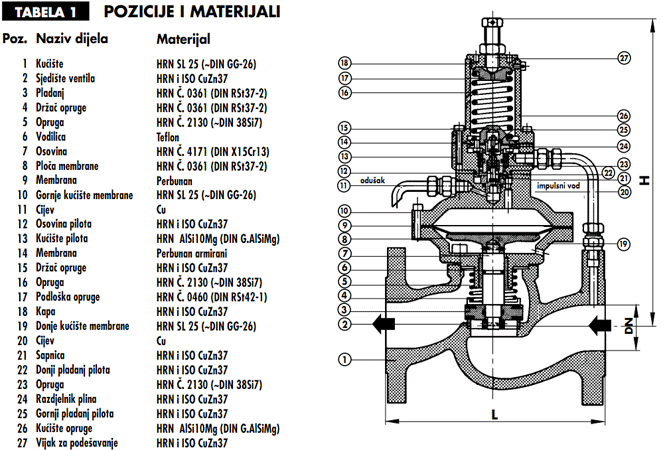 TABELA 1 POZICIJE I MATERIJALI
Poz. Naziv dijela Materijal
1 Kućište HRN SL 25 (~DIN GG-26)
2 Sjedište ventila HRN i ISO CuZn37
3 Pladanj HRN Č. 0361 (DIN RSt37-2)
4 Držač opruge HRN Č. 0361 (DIN RSt37-2)
5 Opruga HRN Č. 2130 (~DIN 38Si7)
6 Vodilica Teflon
7 Osovina HRN Č. 4171 (DIN X15Cr13)
8 Ploča membrane HRN Č. 0361 (DIN RSt37-2)
9 Membrana Perbunan
10 Gornje kućište membrane HRN SL 25 (~DIN GG-26)
11 Cijev Cu
12 Osovina pilota HRN i ISO CuZn37
13 Kućište pilota HRN AlSi10Mg (DIN G.AlSiMg)
14 Membrana Perbunan armirani
15 Držač opruge HRN i ISO CuZn37
16 Opruga HRN Č. 2130 (~DIN 38Si7)
17 Podloška opruge HRN Č. 0460 (DIN RSt42-1)
18 Kapa HRN i ISO CuZn37
19 Donje kućište membrane HRN SL 25 (~DIN GG-26)
20 Cijev Cu
21 Sapnica HRN i ISO CuZn37
22 Donji pladanj pilota HRN i ISO CuZn37
23 Opruga HRN Č. 2130 (~DIN 38Si7)
24 Razdjelnik plina HRN i ISO CuZn37
25 Gornji pladanj pilota HRN i ISO CuZn37
26 Kućište opruge HRN AlSi10Mg (DIN G.AlSiMg)
27 Vijak za podešavanje HRN i ISO CuZn37
18
17
16
15
14
13
12
11
10
9
8
7
6
5
4
3
2
1
odušak
impulsni vod
27
26
25
24
23
22
21
20
19
H
DN
L